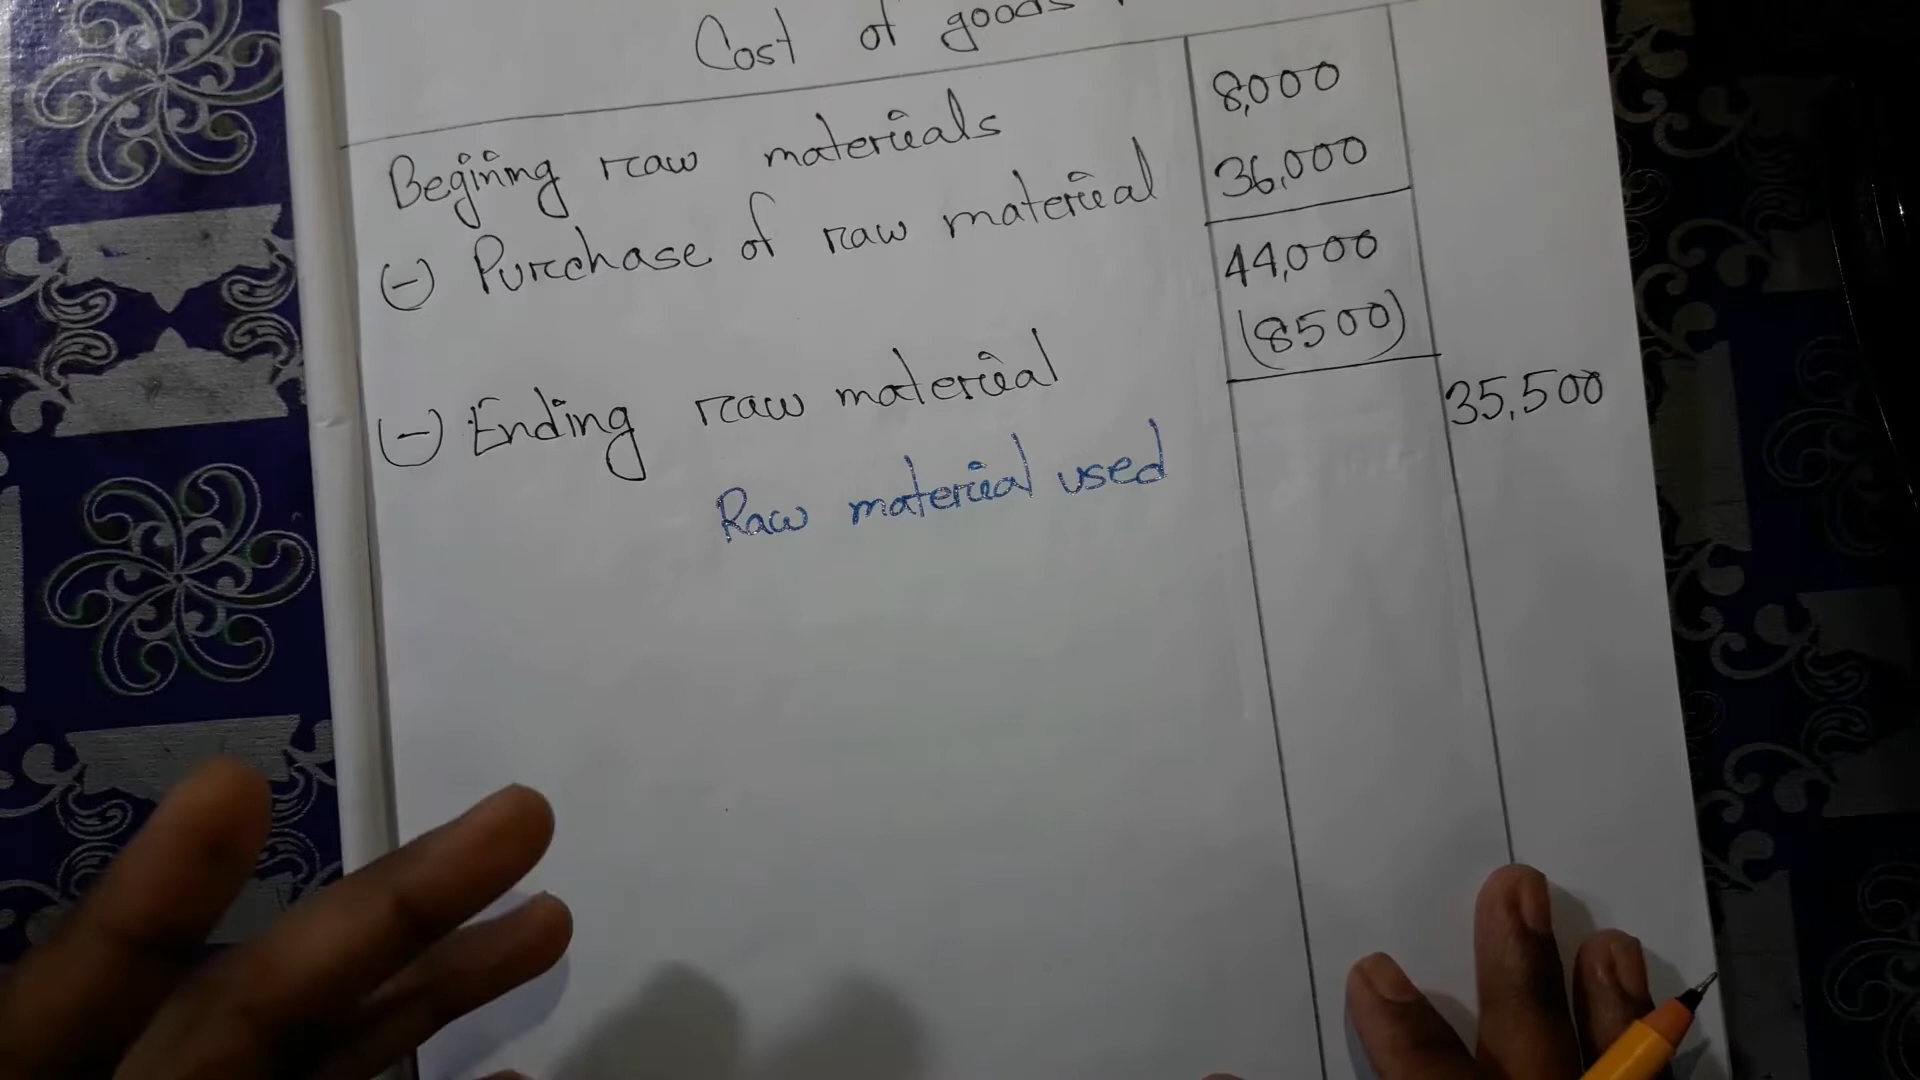 Cost of goods
Begining raw materials 8,000
(-) Purchase of raw material 36,000
44,000
(-) Ending raw material (8500)
35,500
Raw material used